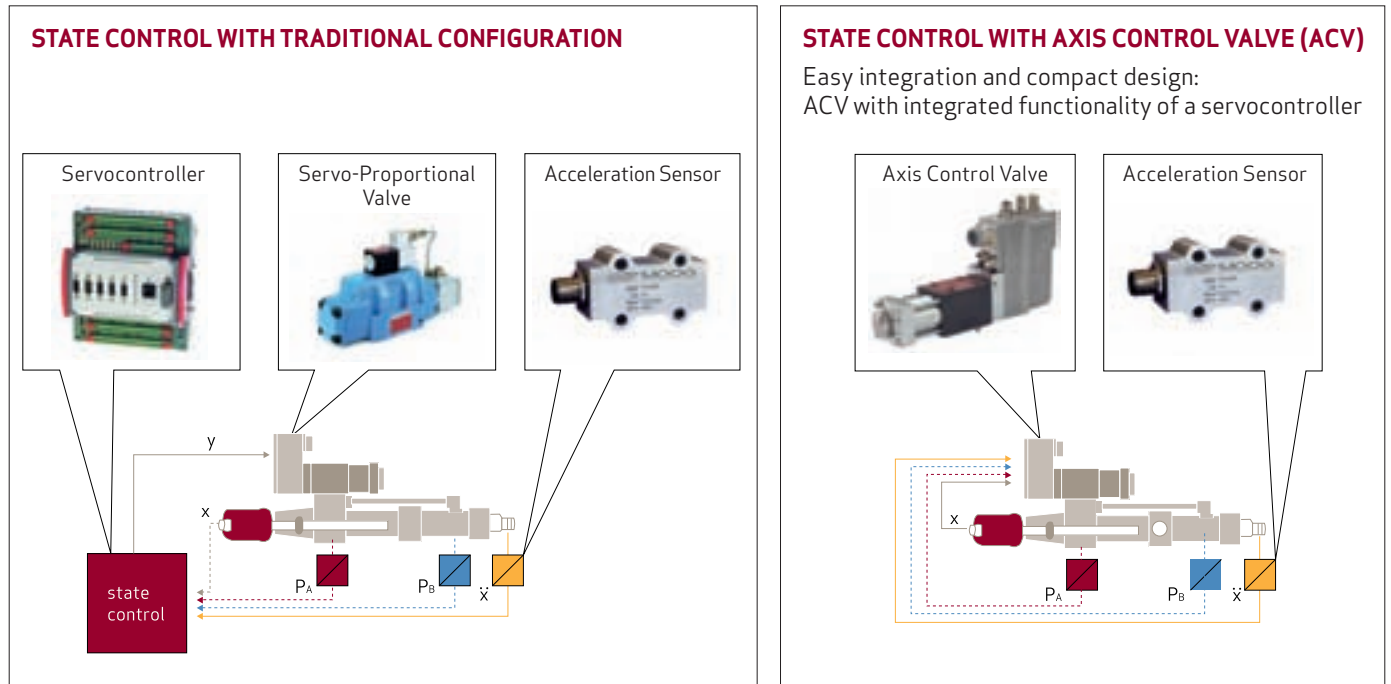 STATE CONTROL WITH TRADITIONAL CONFIGURATION
Servocontroller
Servo-Proportional
Valve
Acceleration Sensor
y
x
PA
PB
ẍ
state
control
STATE CONTROL WITH AXIS CONTROL VALVE (ACV)
Easy integration and compact design:
ACV with integrated functionality of a servocontroller
Axis Control Valve
Acceleration Sensor
x
PA
PB
ẍ